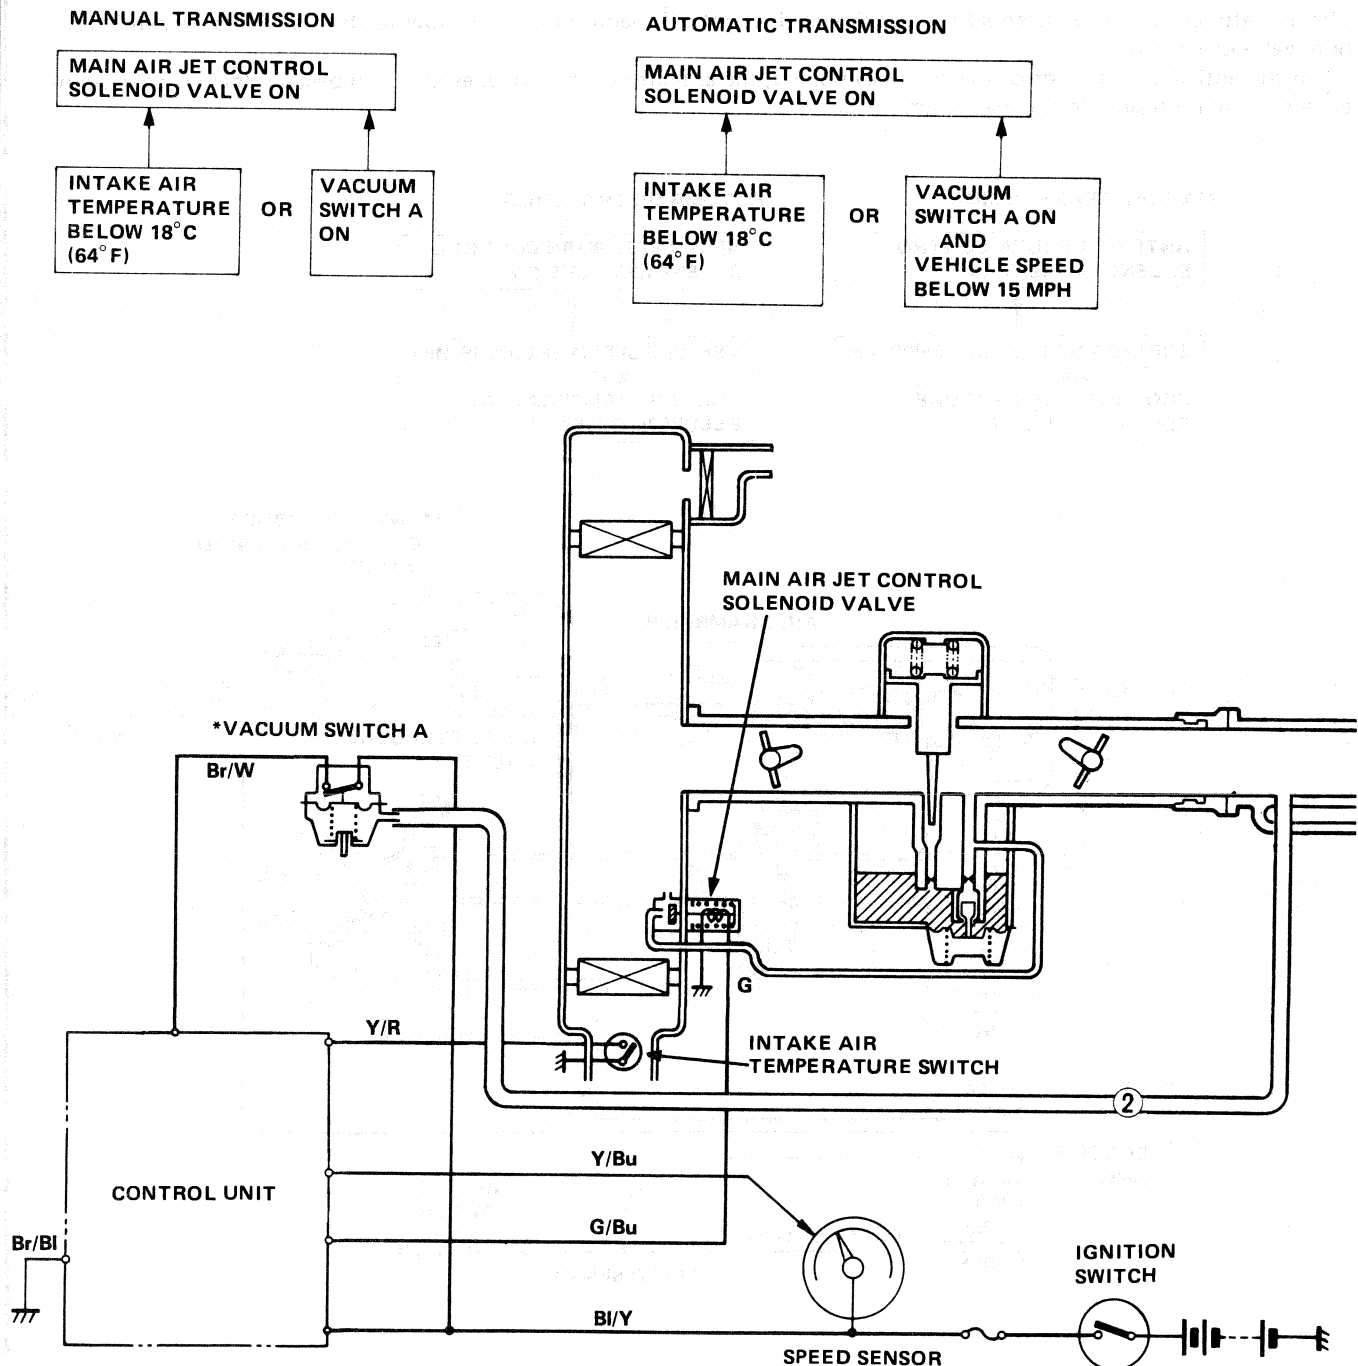 MANUAL TRANSMISSION
MAIN AIR JET CONTROL
SOLENOID VALVE ON
INTAKE AIR
TEMPERATURE
BELOW 18°C
(64°F)
OR
VACUUM
SWITCH A
ON
AUTOMATIC TRANSMISSION
MAIN AIR JET CONTROL
SOLENOID VALVE ON
INTAKE AIR
TEMPERATURE
BELOW 18°C
(64°F)
OR
VACUUM
SWITCH A ON
AND
VEHICLE SPEED
BELOW 15 MPH
MAIN AIR JET CONTROL
SOLENOID VALVE
*VACUUM SWITCH A
Br/W
G
Y/R
INTAKE AIR
TEMPERATURE SWITCH
2
Y/Bu
CONTROL UNIT
G/Bu
Br/Bl
IGNITION
SWITCH
Bl/Y
SPEED SENSOR